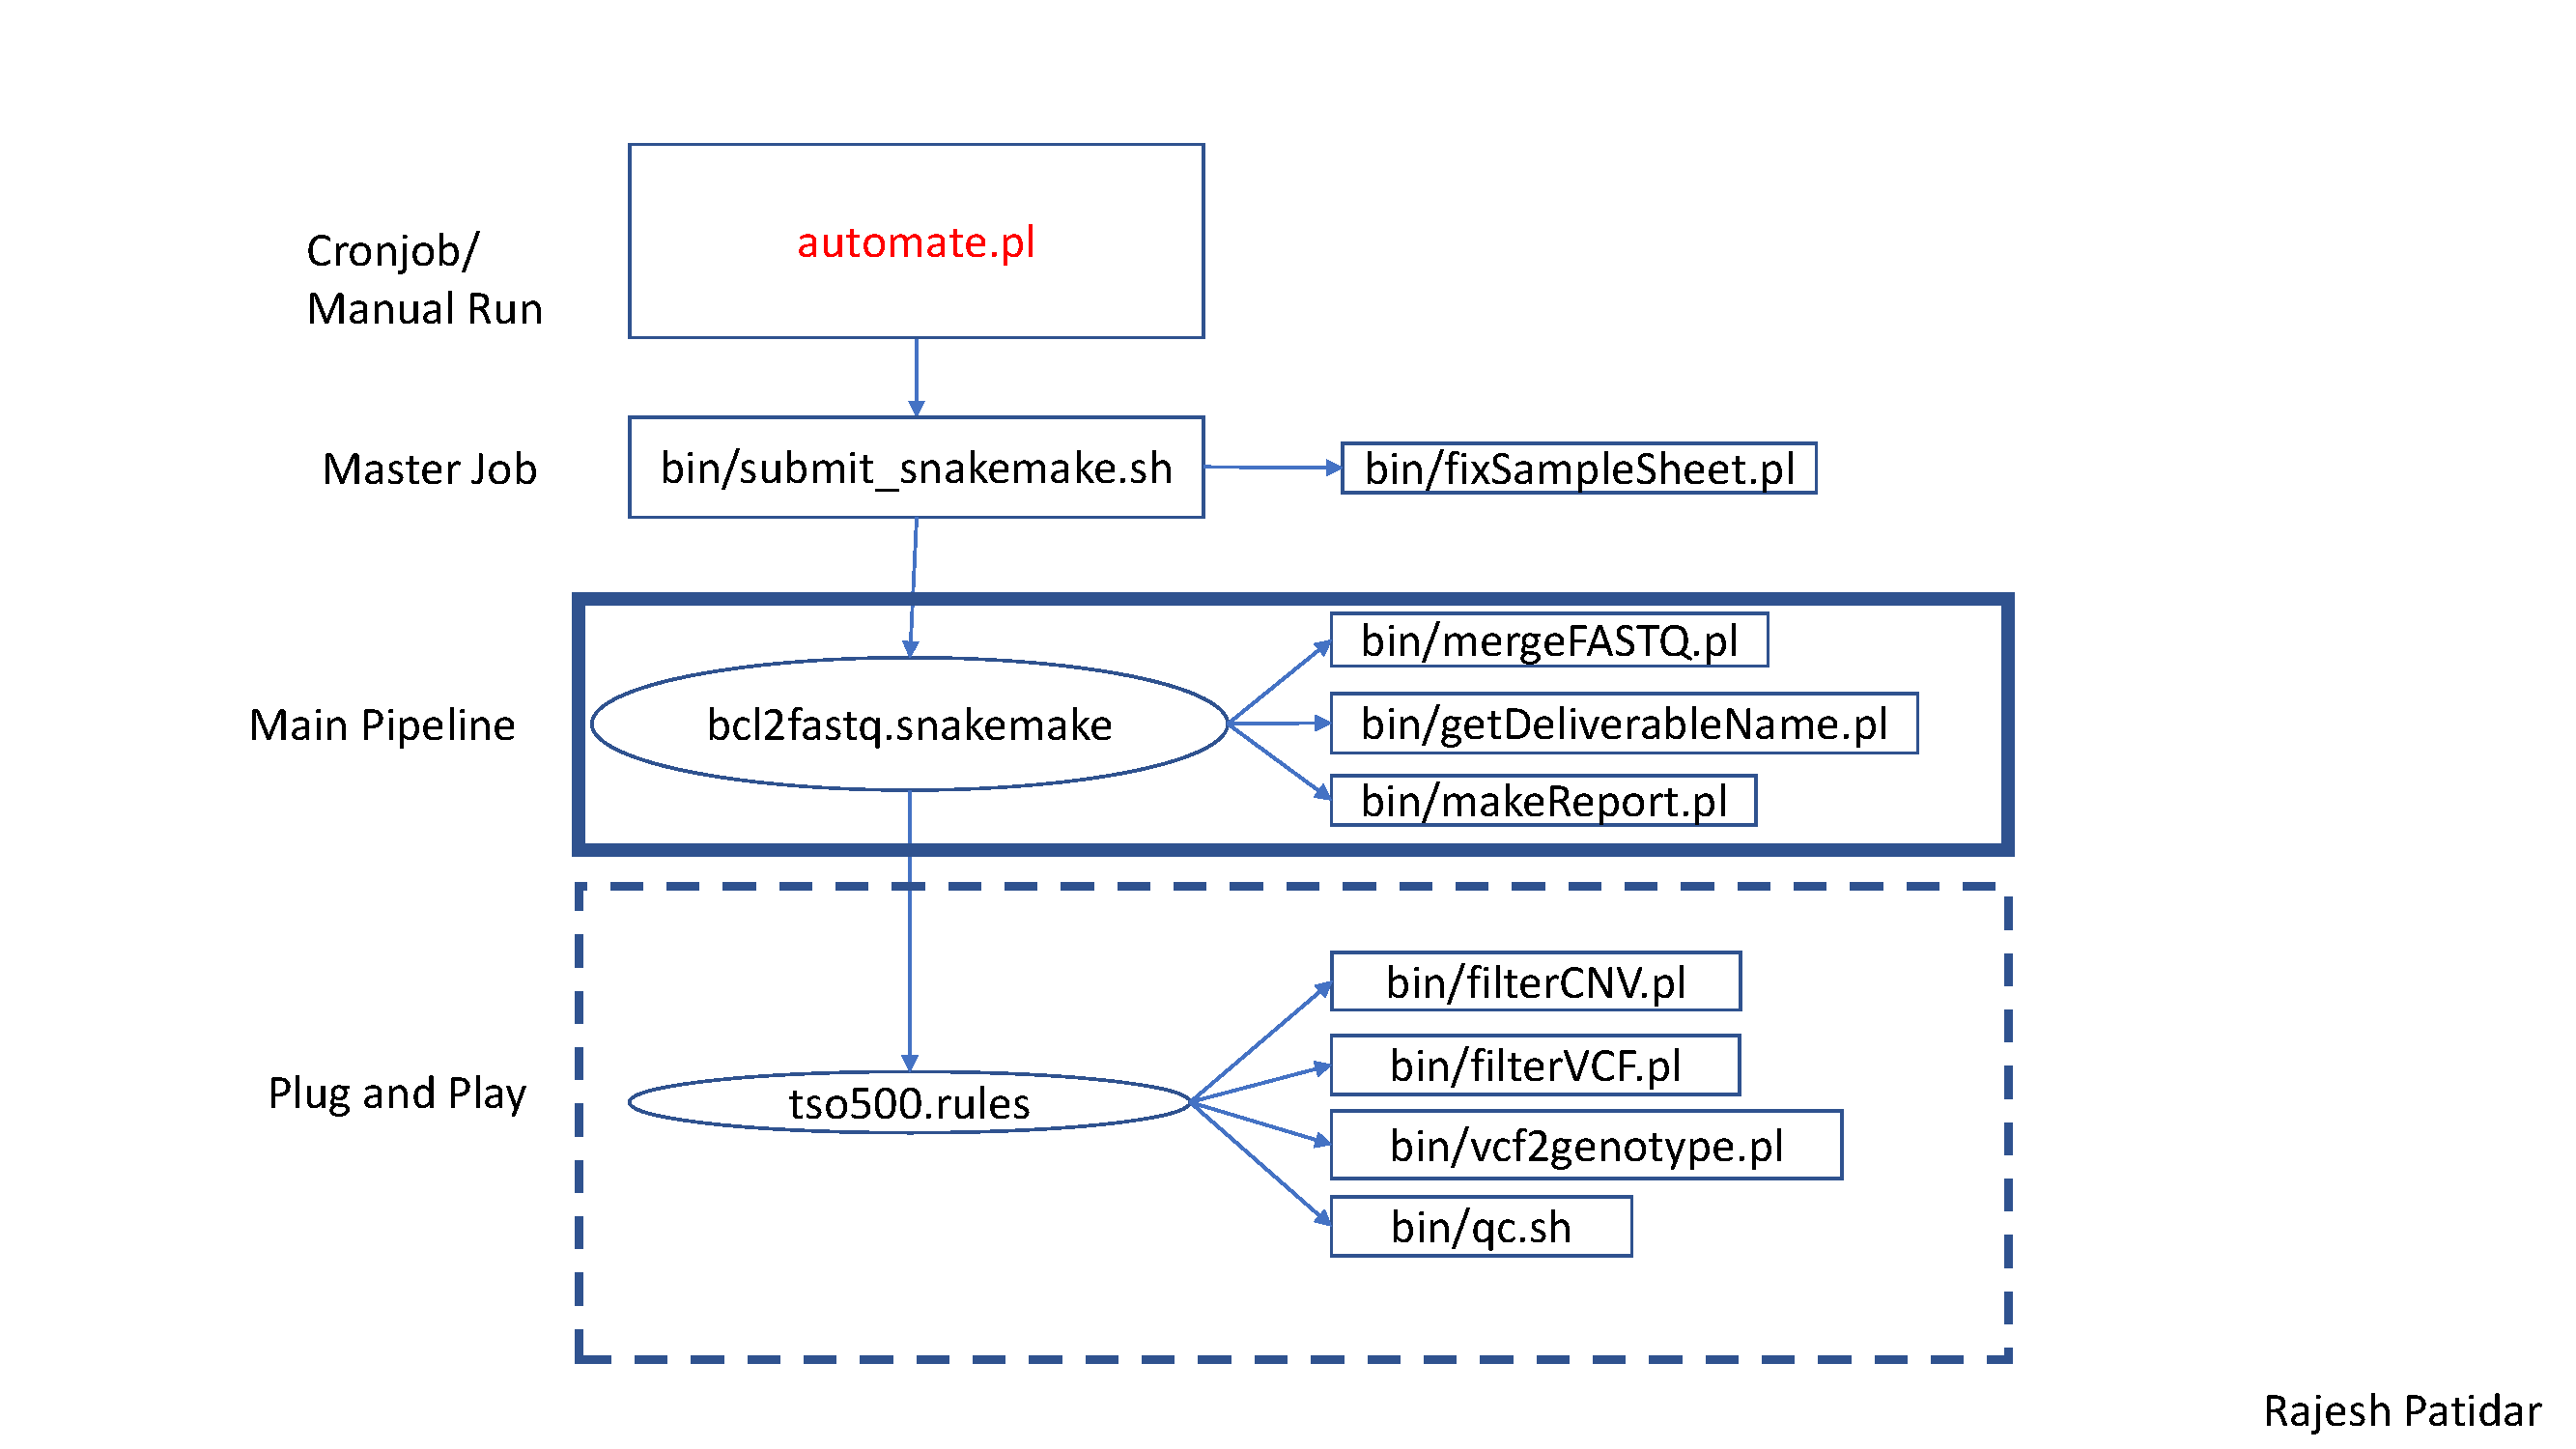 Cronjob/
Manual Run
automate.pl
Master Job
bin/submit_snakemake.sh
bin/fixSampleSheet.pl
Main Pipeline
bcl2fastq.snakemake
bin/mergeFASTQ.pl
bin/getDeliverableName.pl
bin/makeReport.pl
Plug and Play
tso500.rules
bin/filterCNV.pl
bin/filterVCF.pl
bin/vcf2genotype.pl
bin/qc.sh
Rajesh Patidar